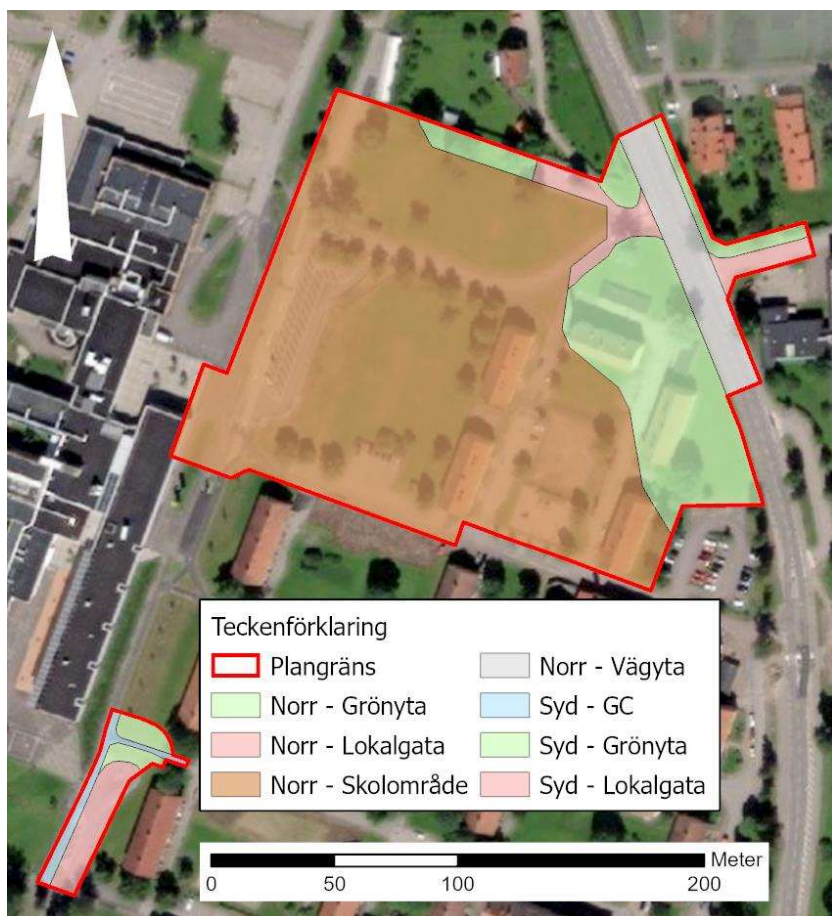 Teckenförklaring
Plangräns
Norr - Grönyta
Norr - Lokalgata
Norr - Skolområde
Norr - Vägyta
Syd - GC
Syd - Grönyta
Syd - Lokalgata
Meter
0 50 100 200